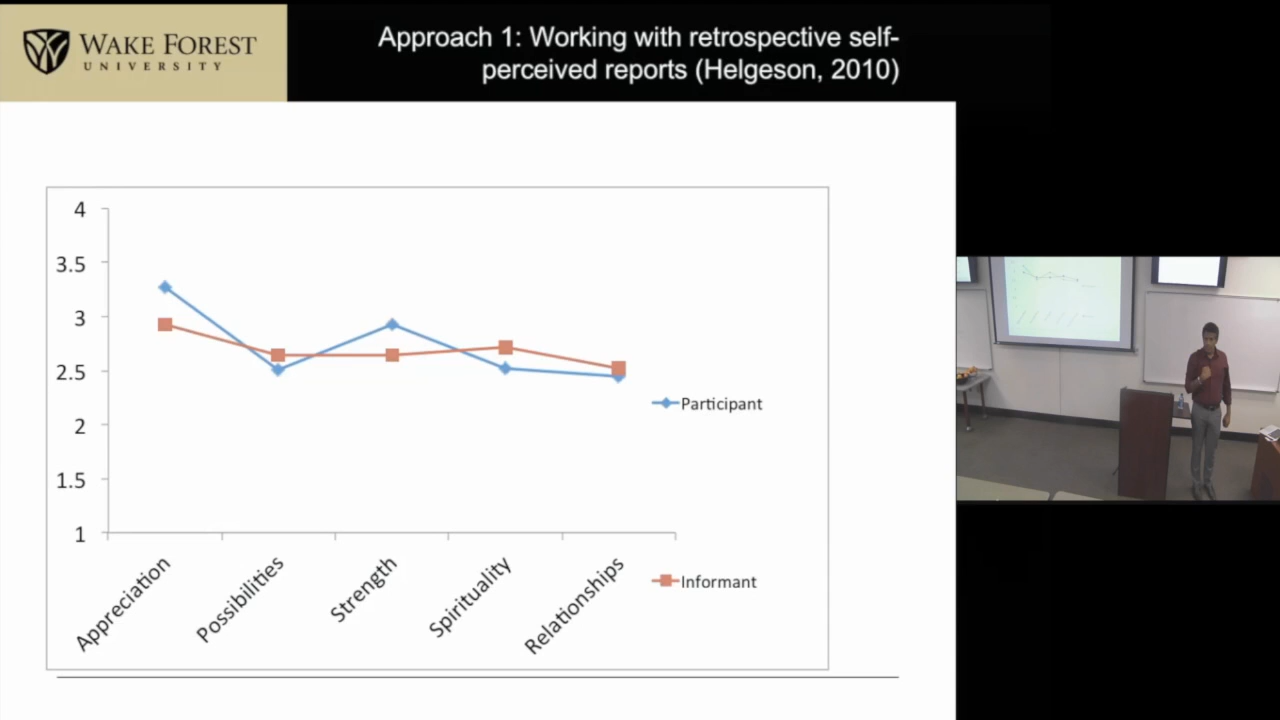 WAKE FOREST
UNIVERSITY
Approach 1: Working with retrospective self-
perceived reports (Helgeson, 2010)
4
3.5
3
2.5
2
1.5
1
Appreciation
Possibilities
Strength
Spirituality
Relationships
Participant
Informant